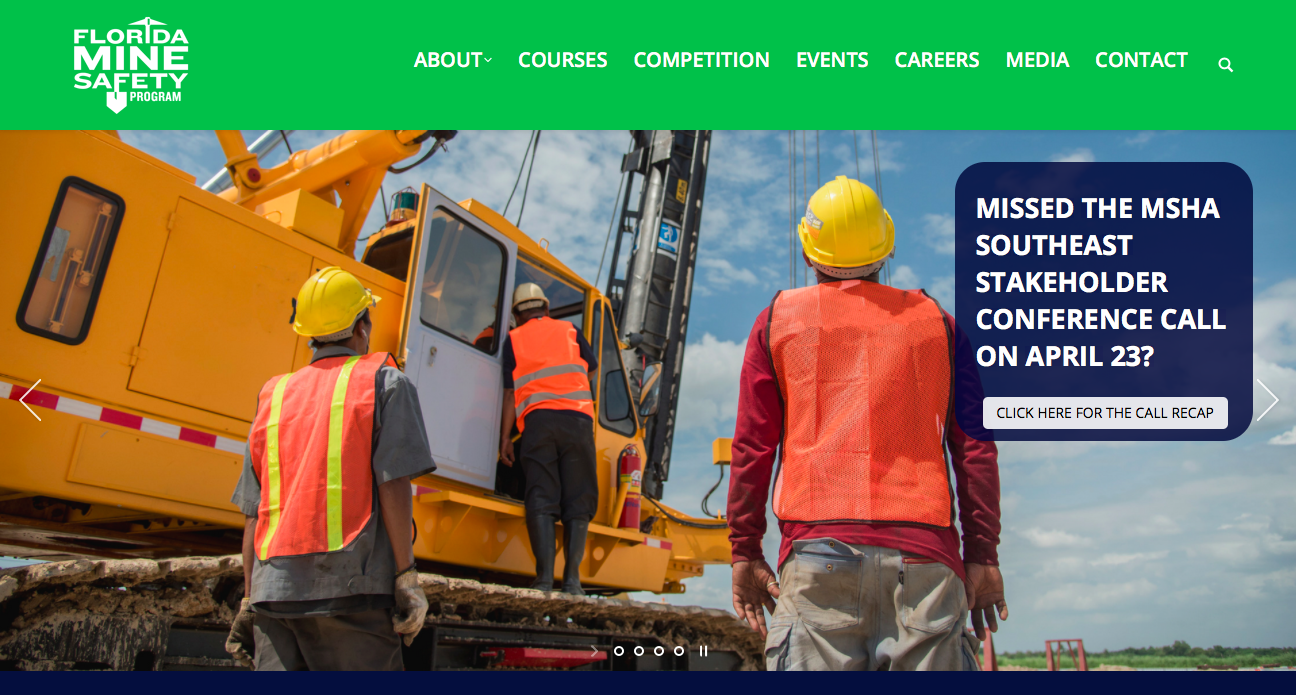 FLORIDA
MINE
SAFETY
PROGRAM
ABOUT
COURSES
COMPETITION
EVENTS
CAREERS
MEDIA
CONTACT
MISSED THE MSHA
SOUTHEAST
STAKEHOLDER
CONFERENCE CALL
ON APRIL 23?
CLICK HERE FOR THE CALL RECAP